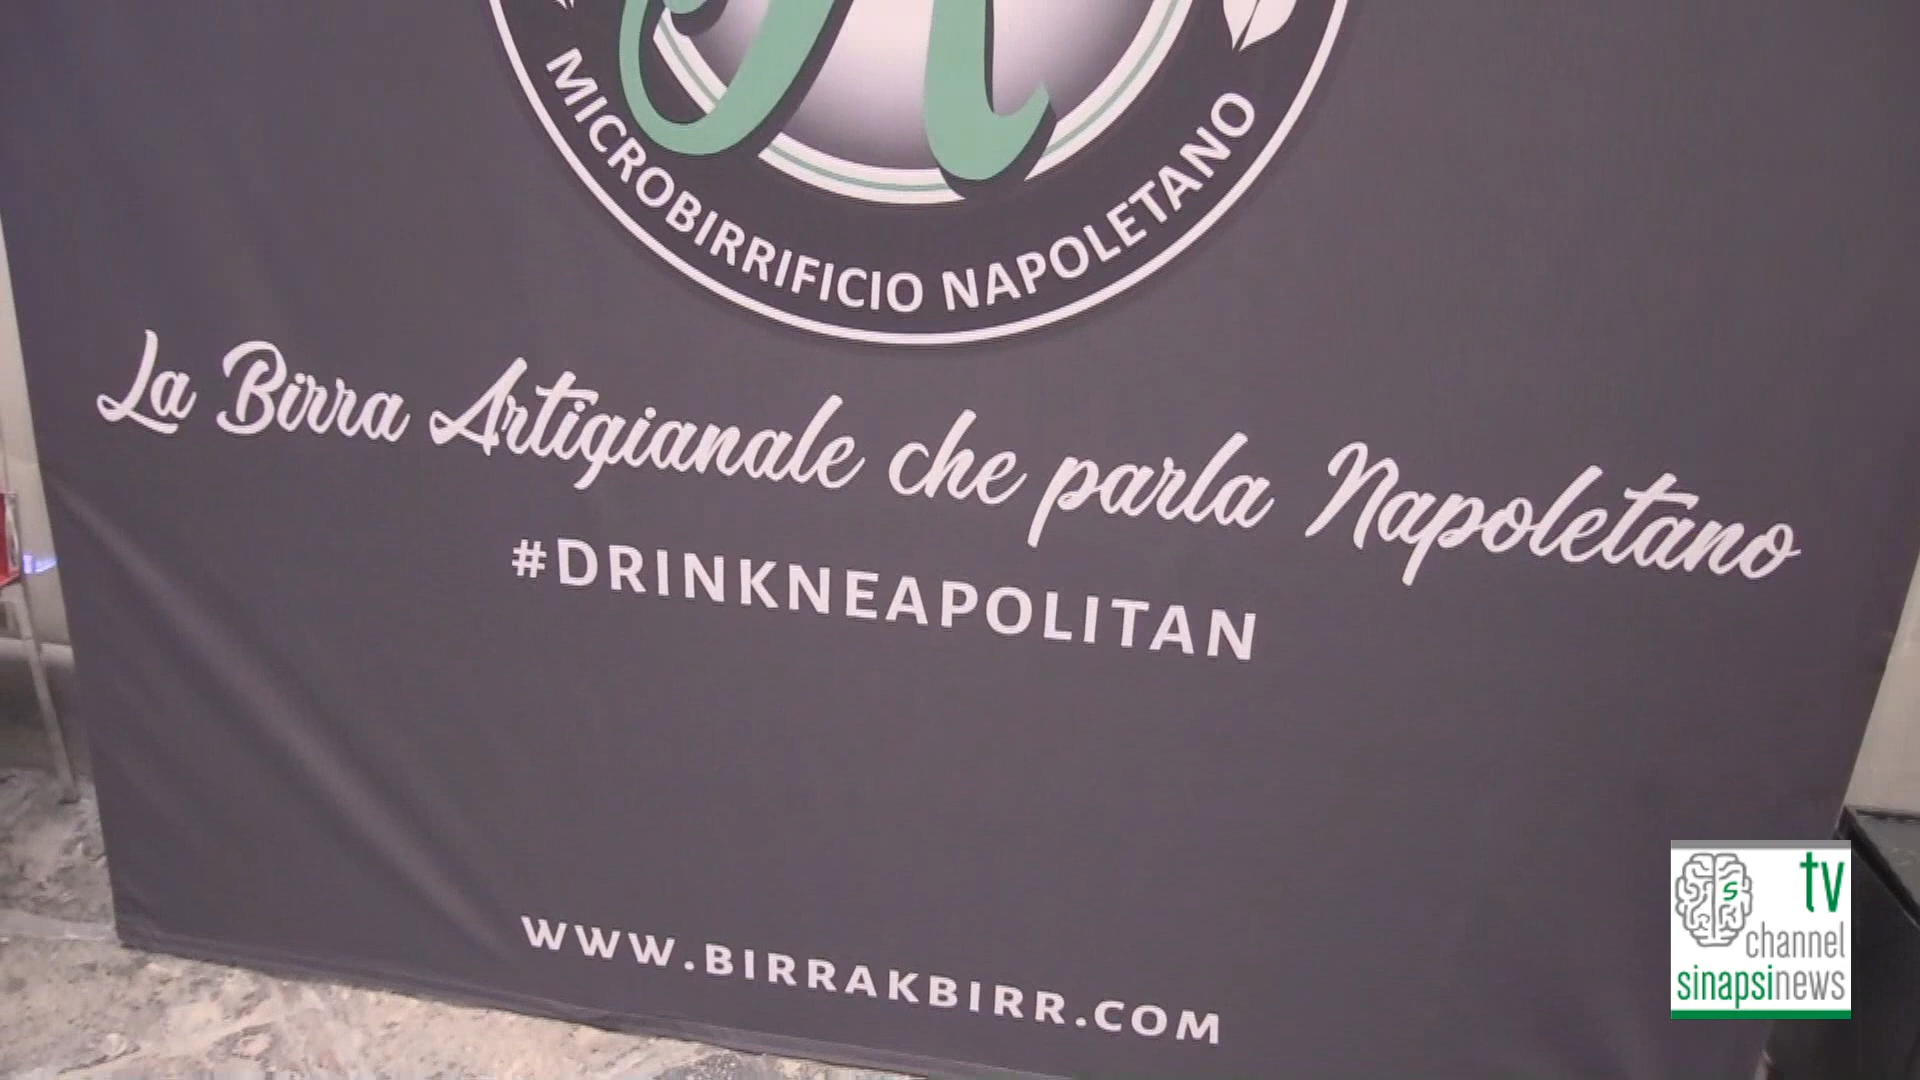 MICROBIRRIFICIO NAPOLETANO
La Birra Artigianale che parla Napoletano
#DRINKNEAPOLITAN
WWW.BIRRAKBIRR.COM
S
tv
channel
sinapsinews